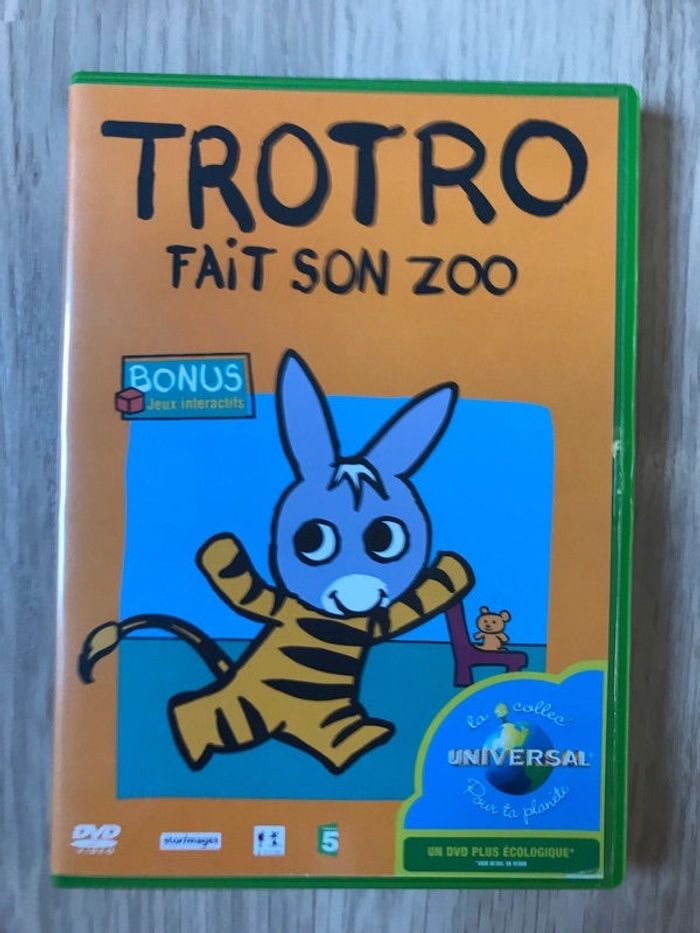 TROTRO
FAIT SON ZOO
BONUS
Jeux interactifs
la collec'
UNIVERSAL
Pour ta planète
DVD
VIDEO
5
UN DVD PLUS ÉCOLOGIQUE*